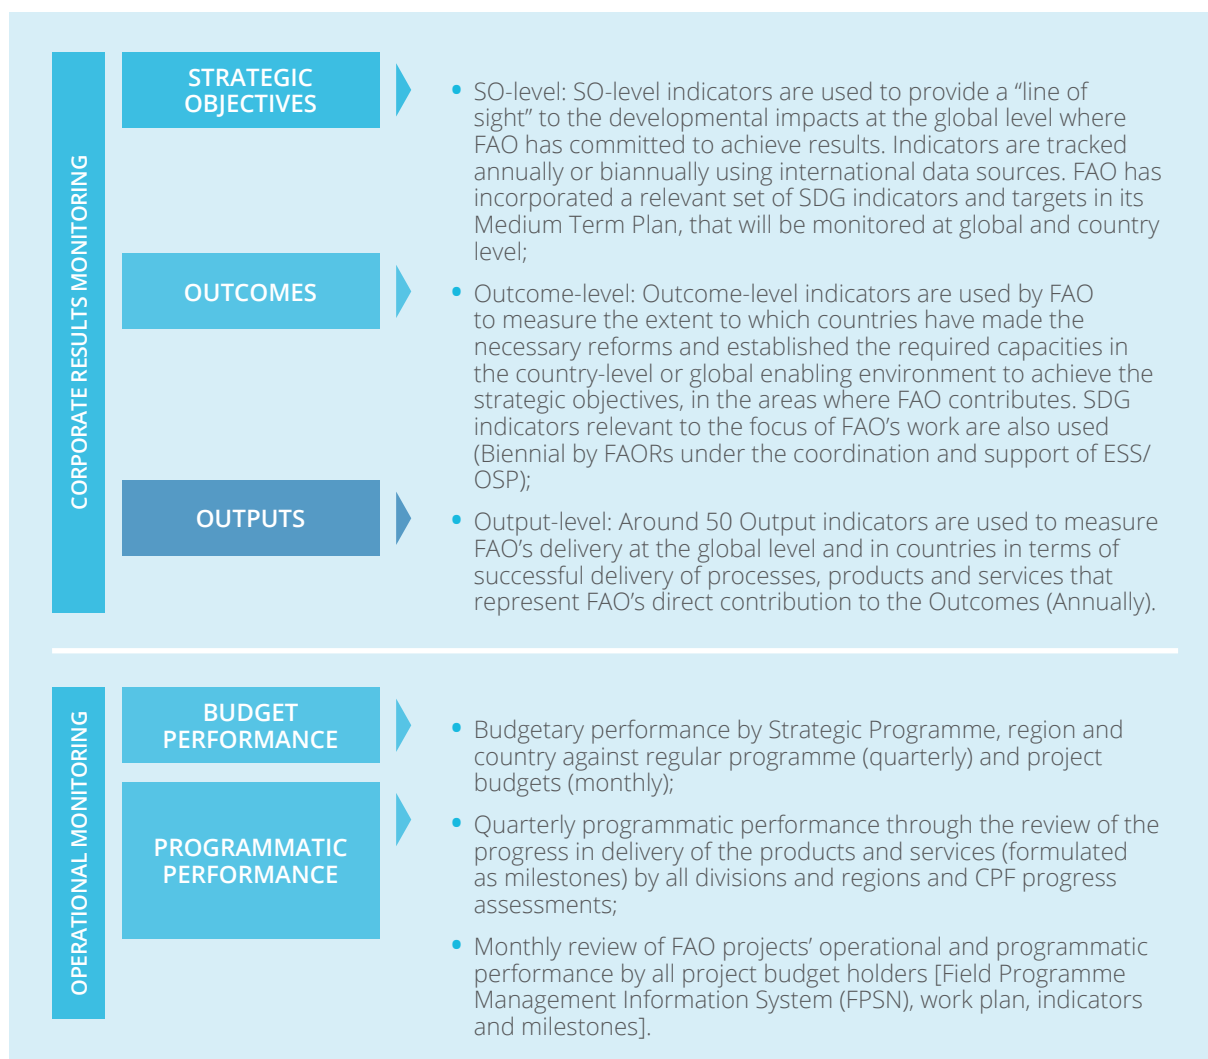 CORPORATE RESULTS MONITORING
STRATEGIC
OBJECTIVES
• SO-level: SO-level indicators are used to provide a “line of
sight” to the developmental impacts at the global level where
FAO has committed to achieve results. Indicators are tracked
annually or biannually using international data sources. FAO has
incorporated a relevant set of SDG indicators and targets in its
Medium Term Plan, that will be monitored at global and country
level;
OUTCOMES
• Outcome-level: Outcome-level indicators are used by FAO
to measure the extent to which countries have made the
necessary reforms and established the required capacities in
the country-level or global enabling environment to achieve the
strategic objectives, in the areas where FAO contributes. SDG
indicators relevant to the focus of FAO’s work are also used
(Biennial by FAORs under the coordination and support of ESS/
OSP);
OUTPUTS
• Output-level: Around 50 Output indicators are used to measure
FAO’s delivery at the global level and in countries in terms of
successful delivery of processes, products and services that
represent FAO’s direct contribution to the Outcomes (Annually).
OPERATIONAL MONITORING
BUDGET
PERFORMANCE
• Budgetary performance by Strategic Programme, region and
country against regular programme (quarterly) and project
budgets (monthly);
PROGRAMMATIC
PERFORMANCE
• Quarterly programmatic performance through the review of the
progress in delivery of the products and services (formulated
as milestones) by all divisions and regions and CPF progress
assessments;
• Monthly review of FAO projects’ operational and programmatic
performance by all project budget holders [Field Programme
Management Information System (FPSN), work plan, indicators
and milestones].